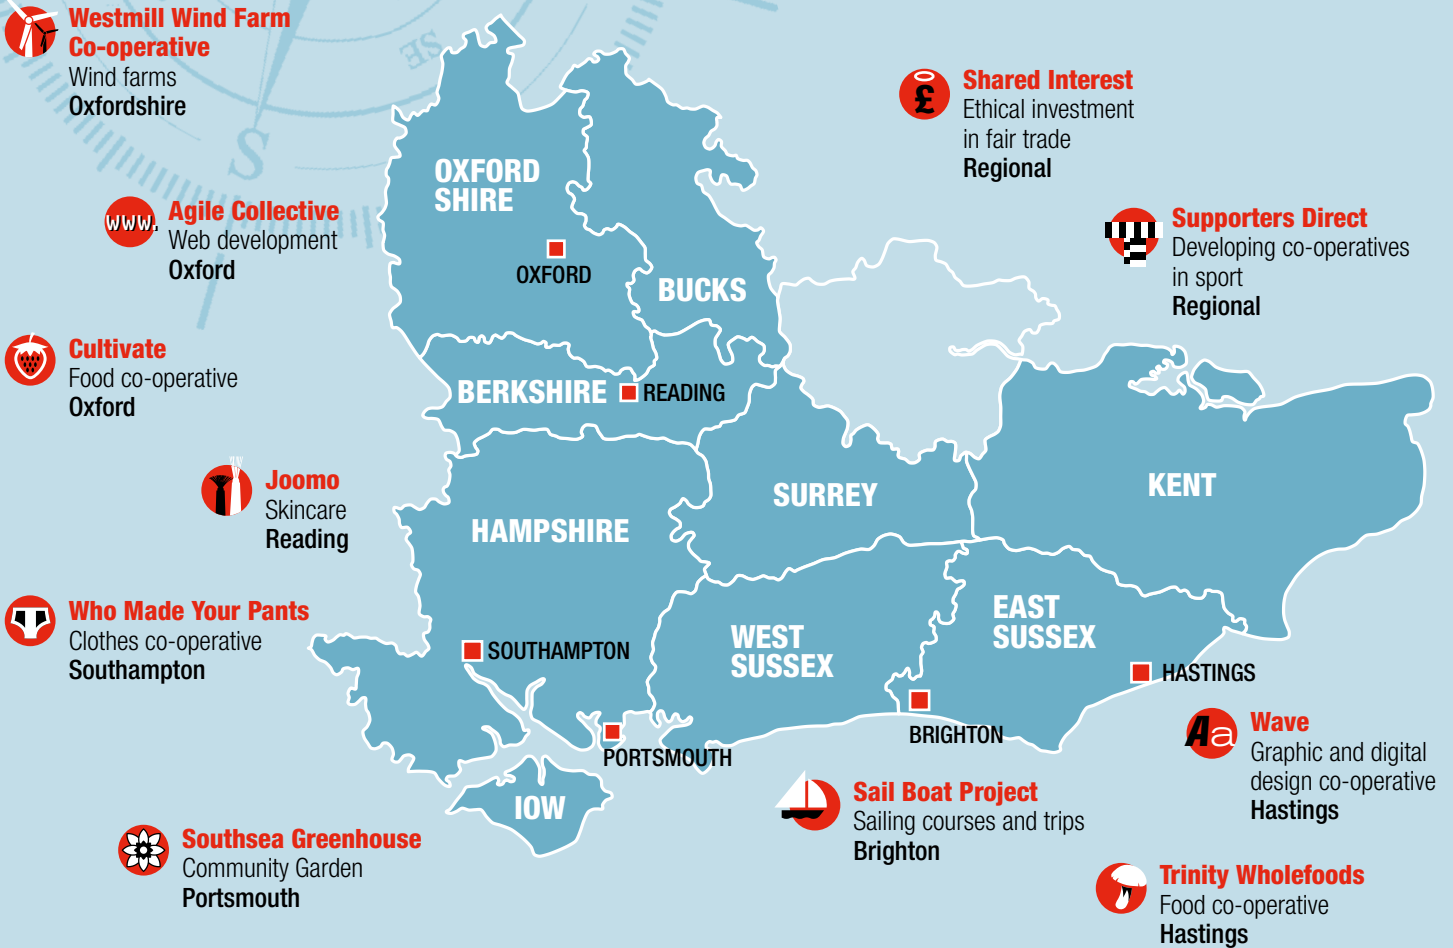 Westmill Wind Farm
Co-operative
Wind farms
Oxfordshire
SE
S
Shared Interest
Ethical investment
in fair trade
Regional
£
www.
Agile Collective
Web development
Oxford
Supporters Direct
Developing co-operatives
in sport
Regional
Cultivate
Food co-operative
Oxford
Joomo
Skincare
Reading
Who Made Your Pants
Clothes co-operative
Southampton
Southsea Greenhouse
Community Garden
Portsmouth
OXFORD
SHIRE
OXFORD
BUCKS
BERKSHIRE
READING
HAMPSHIRE
SURREY
KENT
SOUTHAMPTON
WEST
SUSSEX
EAST
SUSSEX
HASTINGS
BRIGHTON
PORTSMOUTH
IOW
Aa
Wave
Graphic and digital
design co-operative
Hastings
Sail Boat Project
Sailing courses and trips
Brighton
Trinity Wholefoods
Food co-operative
Hastings